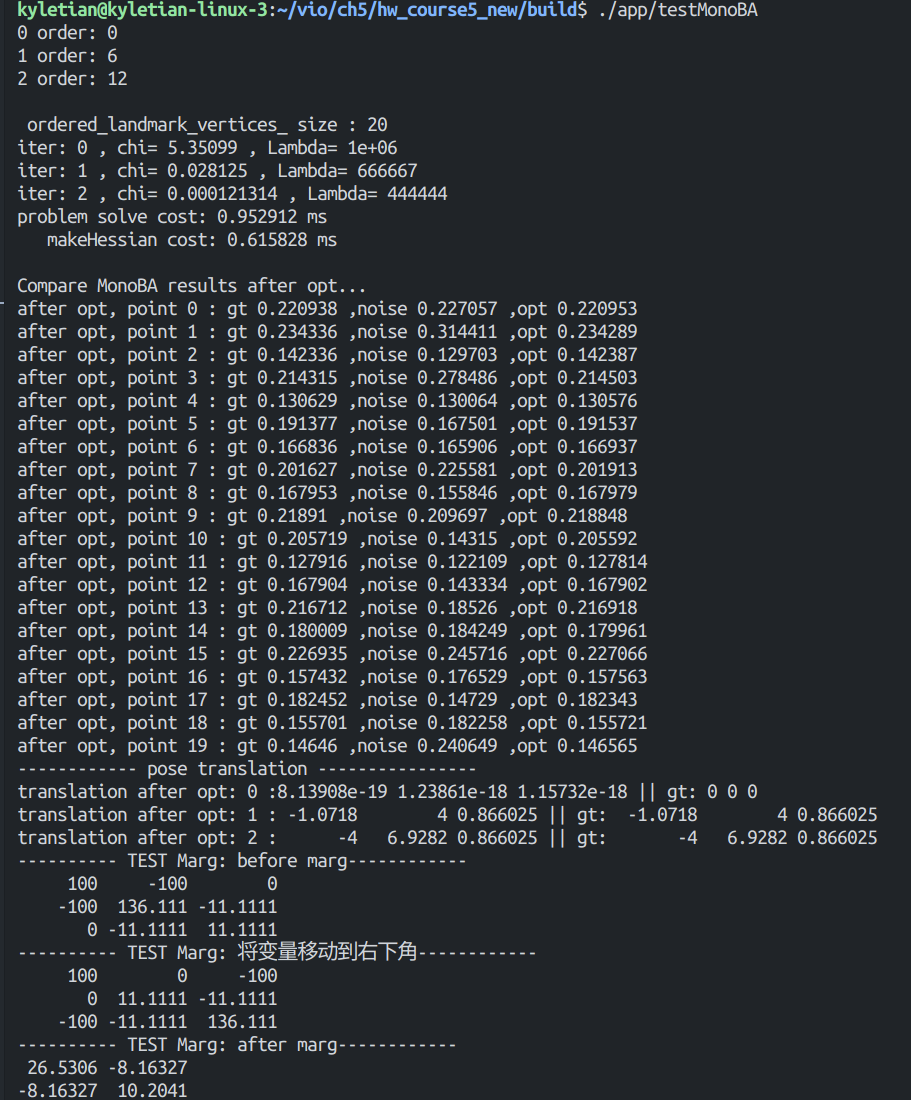 kyletian@kyletian-linux-3:~/vio/ch5/hw_course5_new/build$ ./app/testMonoBA
0 order: 0
1 order: 6
2 order: 12
ordered_landmark_vertices_ size : 20
iter: 0 , chi= 5.35099 , Lambda= 1e+06
iter: 1 , chi= 0.028125 , Lambda= 666667
iter: 2 , chi= 0.000121314 , Lambda= 444444
problem solve cost: 0.952912 ms
   makeHessian cost: 0.615828 ms
Compare MonoBA results after opt...
after opt, point 0 : gt 0.220938 ,noise 0.227057 ,opt 0.220953
after opt, point 1 : gt 0.234336 ,noise 0.314411 ,opt 0.234289
after opt, point 2 : gt 0.142336 ,noise 0.129703 ,opt 0.142387
after opt, point 3 : gt 0.214315 ,noise 0.278486 ,opt 0.214503
after opt, point 4 : gt 0.130629 ,noise 0.130064 ,opt 0.130576
after opt, point 5 : gt 0.191377 ,noise 0.167501 ,opt 0.191537
after opt, point 6 : gt 0.166836 ,noise 0.165906 ,opt 0.166937
after opt, point 7 : gt 0.201627 ,noise 0.225581 ,opt 0.201913
after opt, point 8 : gt 0.167953 ,noise 0.155846 ,opt 0.167979
after opt, point 9 : gt 0.21891 ,noise 0.209697 ,opt 0.218848
after opt, point 10 : gt 0.205719 ,noise 0.14315 ,opt 0.205592
after opt, point 11 : gt 0.127916 ,noise 0.122109 ,opt 0.127814
after opt, point 12 : gt 0.167904 ,noise 0.143334 ,opt 0.167902
after opt, point 13 : gt 0.216712 ,noise 0.18526 ,opt 0.216918
after opt, point 14 : gt 0.180009 ,noise 0.184249 ,opt 0.179961
after opt, point 15 : gt 0.226935 ,noise 0.245716 ,opt 0.227066
after opt, point 16 : gt 0.157432 ,noise 0.176529 ,opt 0.157563
after opt, point 17 : gt 0.182452 ,noise 0.14729 ,opt 0.182343
after opt, point 18 : gt 0.155701 ,noise 0.182258 ,opt 0.155721
after opt, point 19 : gt 0.14646 ,noise 0.240649 ,opt 0.146565
------------ pose translation ----------------
translation after opt: 0 :8.13908e-19 1.23861e-18 1.15732e-18 || gt: 0 0 0
translation after opt: 1 : -1.0718        4 0.866025 || gt:  -1.0718        4 0.866025
translation after opt: 2 :      -4   6.9282 0.866025 || gt:       -4   6.9282 0.866025
---------- TEST Marg: before marg------------
     100     -100        0
    -100  136.111 -11.1111
       0 -11.1111  11.1111
---------- TEST Marg: 将变量移动到右下角------------
     100        0     -100
       0  11.1111 -11.1111
    -100 -11.1111  136.111
---------- TEST Marg: after marg------------
 26.5306 -8.16327
-8.16327  10.2041